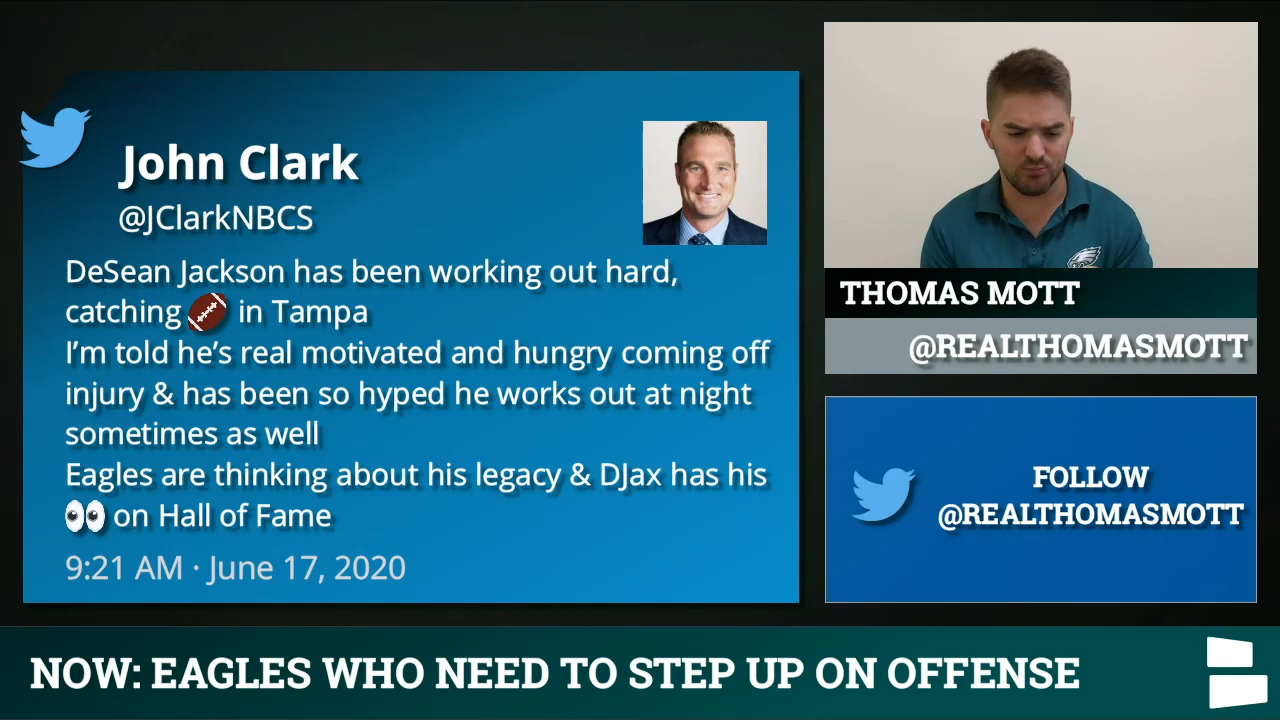 John Clark
@JClarkNBCS
DeSean Jackson has been working out hard,
catching 🏈 in Tampa
I'm told he's real motivated and hungry coming off
injury & has been so hyped he works out at night
sometimes as well
Eagles are thinking about his legacy & DJax has his
👀 on Hall of Fame
9:21 AM · June 17, 2020
THOMAS MOTT
@REALTHOMASMOTT
FOLLOW
@REALTHOMASMOTT
NOW: EAGLES WHO NEED TO STEP UP ON OFFENSE